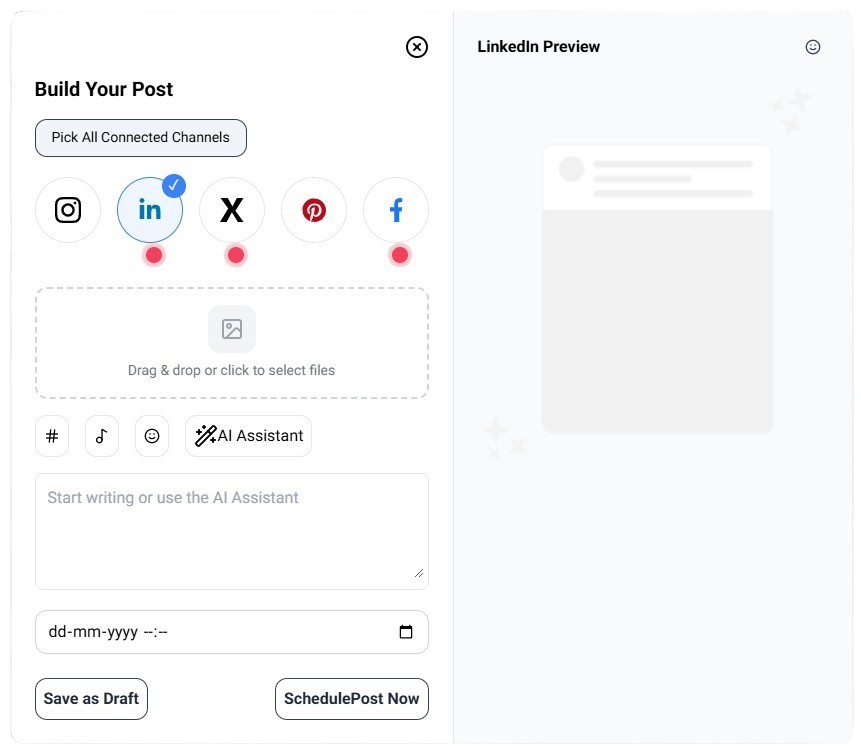 LinkedIn Preview
Build Your Post
Pick All Connected Channels
in
X
Drag & drop or click to select files
#
AI Assistant
Start writing or use the AI Assistant
dd-mm-yyyy --:--
Save as Draft
SchedulePost Now